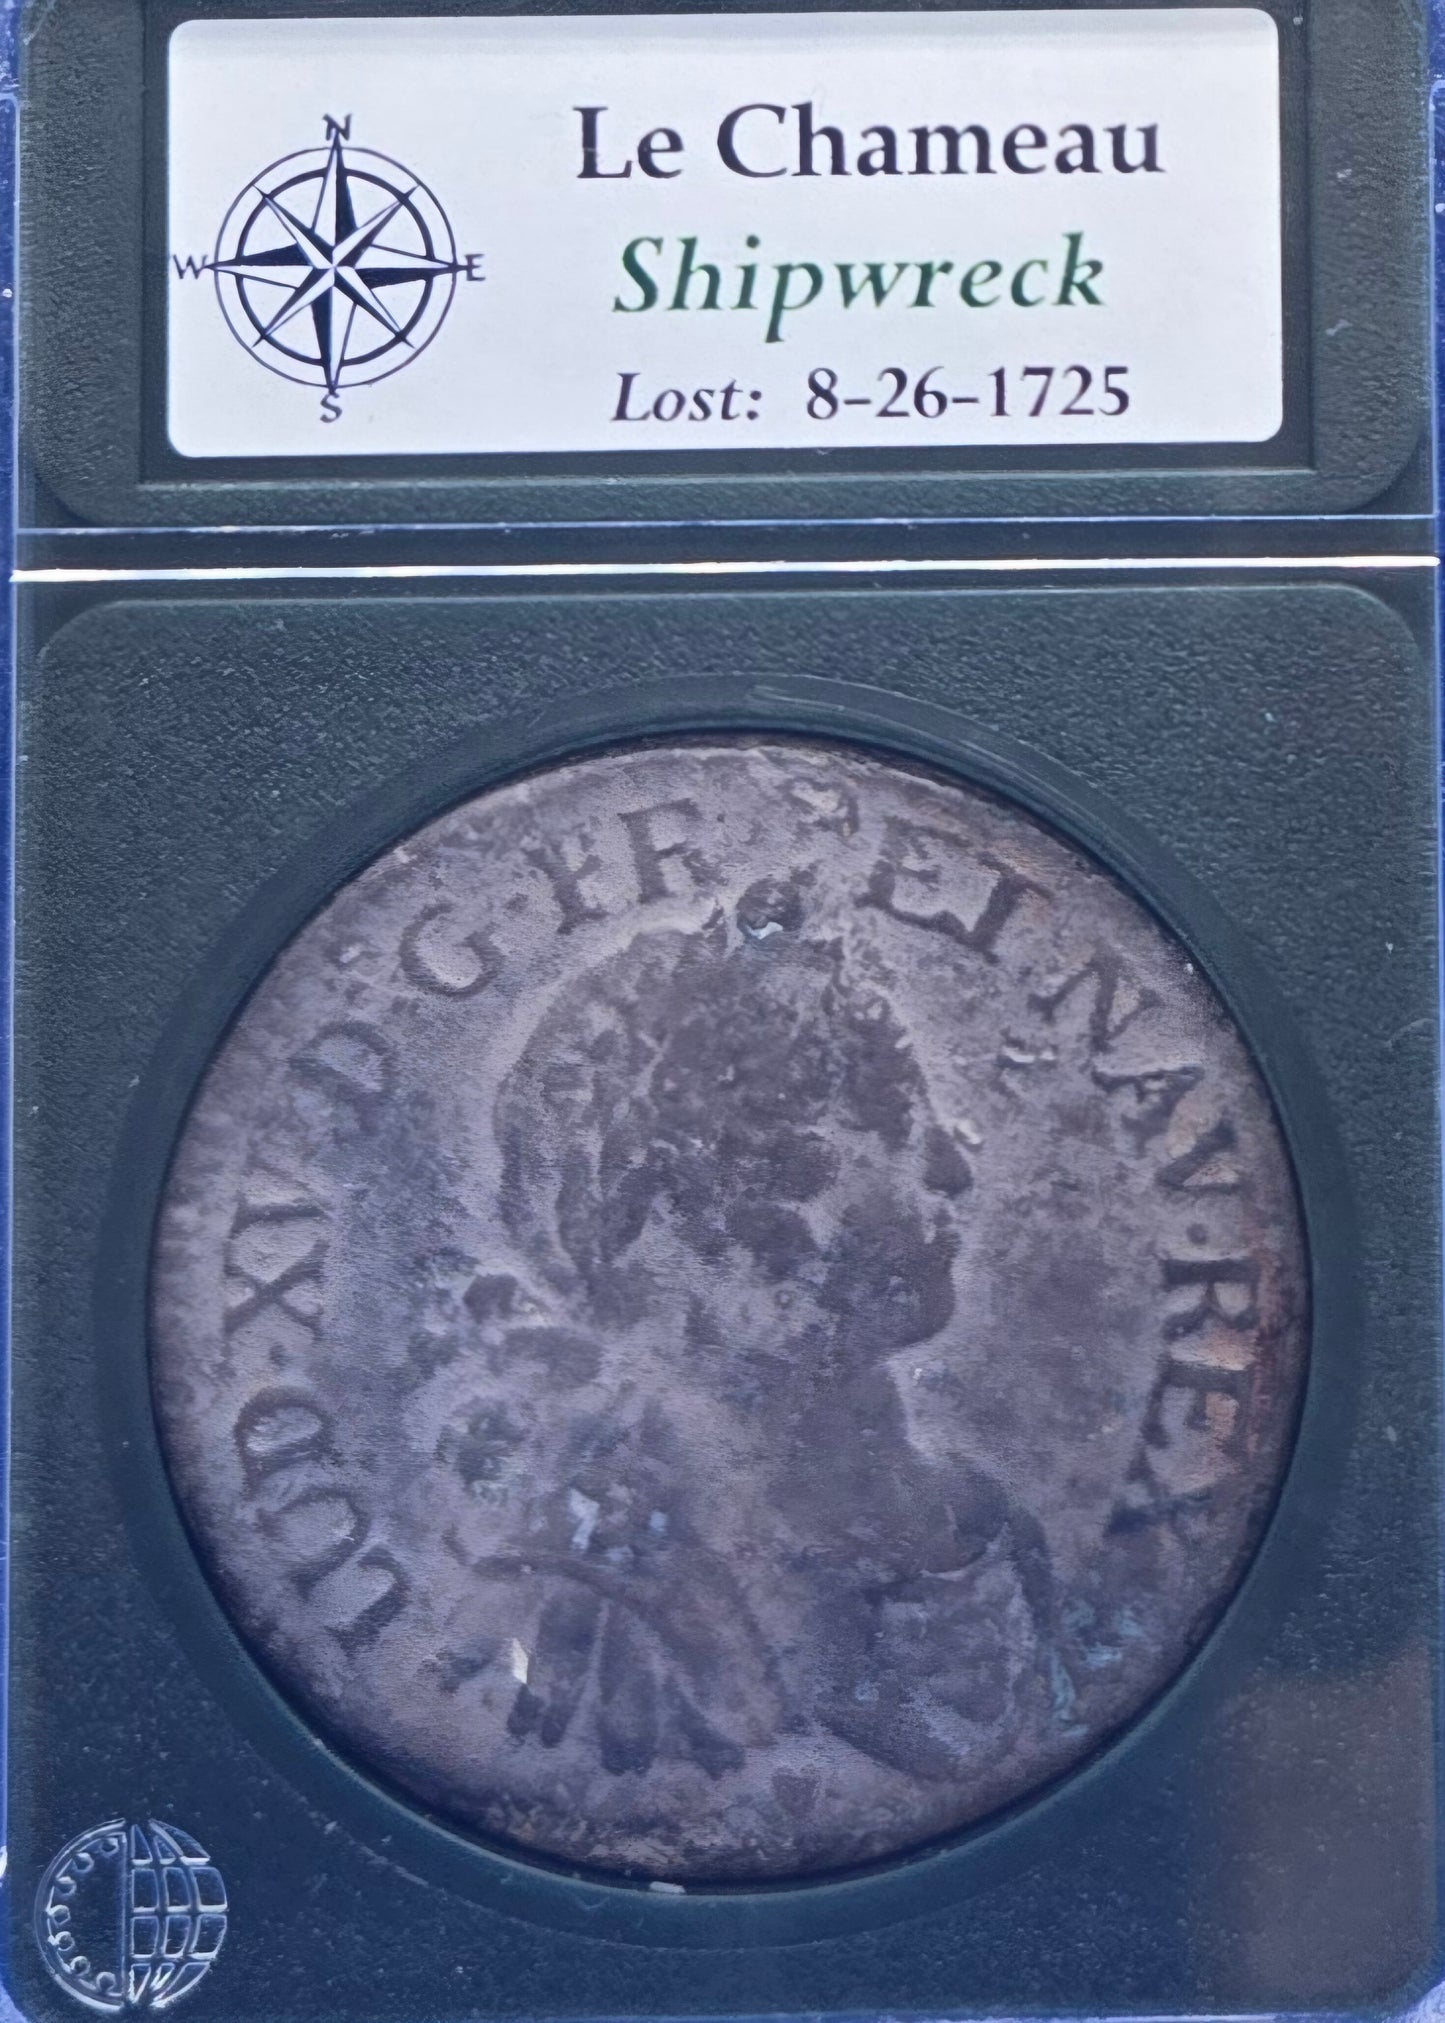 N
W E
S
Le Chameau
Shipwreck
Lost: 8-26-1725
LUD·XV·D·G·FR· ET·NAV·REX